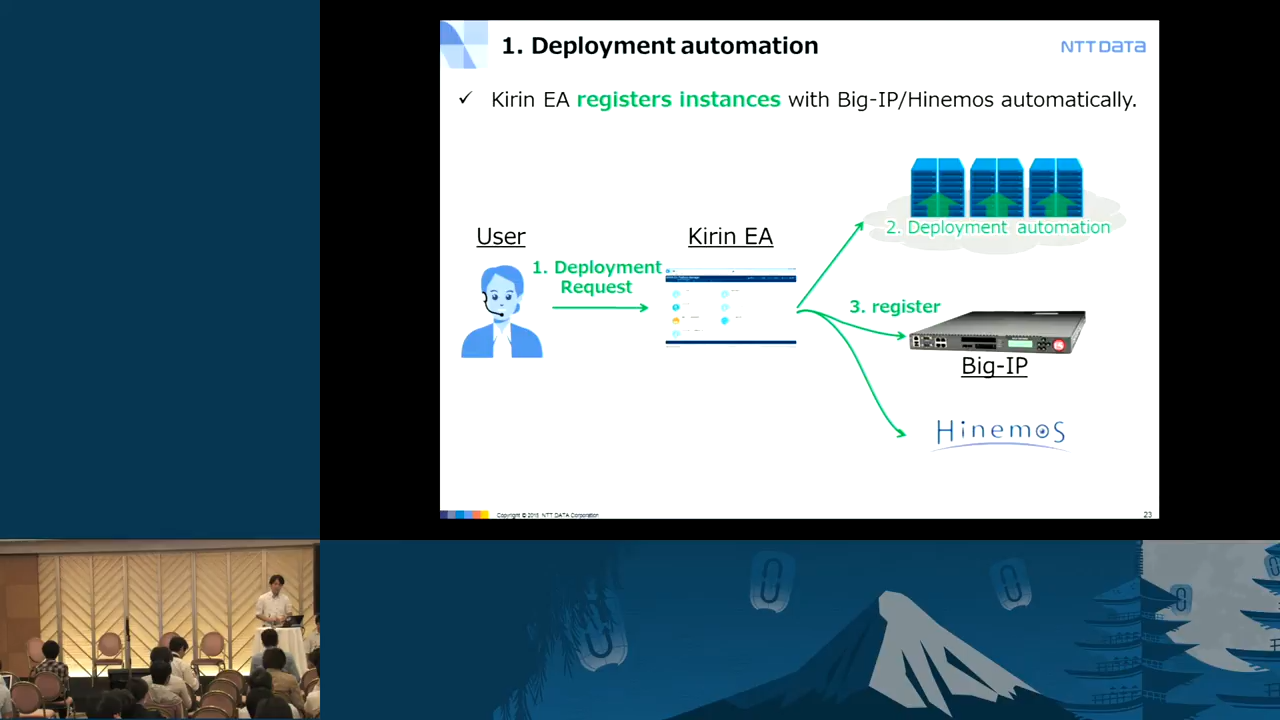 1. Deployment automation
NTT DATA
✓ Kirin EA registers instances with Big-IP/Hinemos automatically.
User
Kirin EA
1. Deployment
Request
2. Deployment automation
3. register
Big-IP
Hinemos
Copyright © 2015 NTT DATA Corporation
23